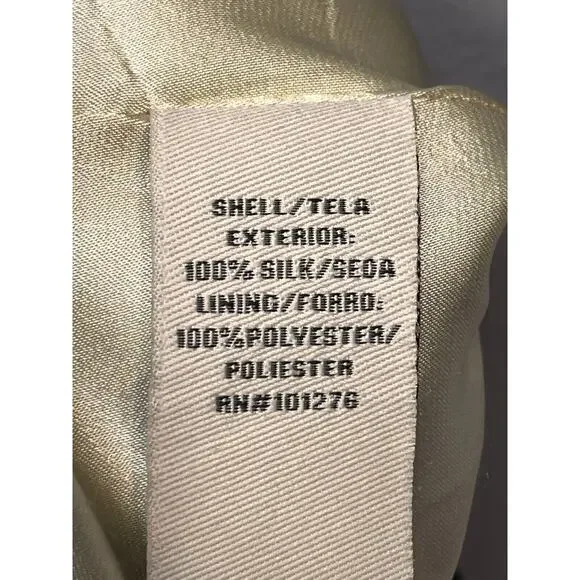 SHELL/TELA
EXTERIOR:
100% SILK/SEDA
LINING/FORRO:
100%POLYESTER/
POLIESTER
RN#101276